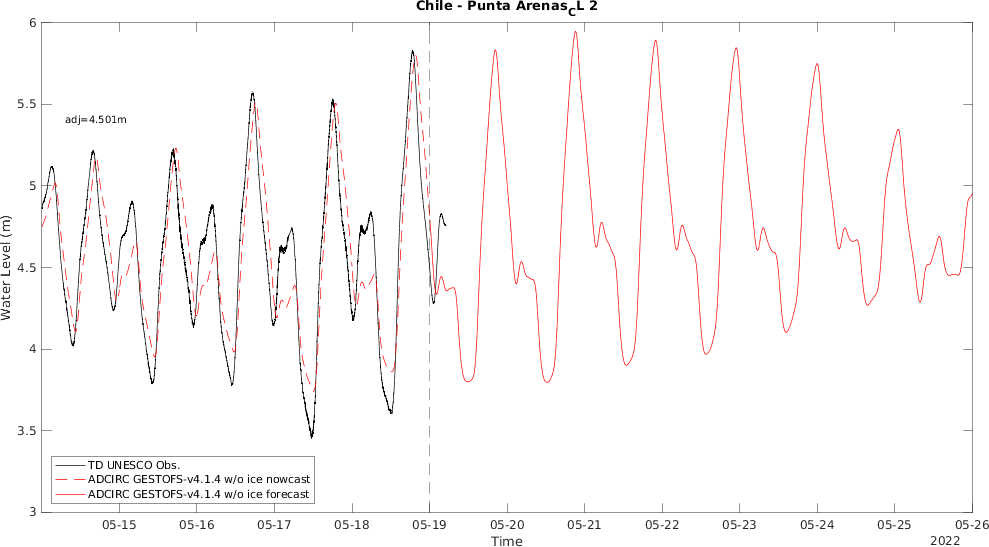 Chile - Punta Arenas_CL 2
6
5.5
5
4.5
4
3.5
3
Water Level (m)
adj=4.501m
TD UNESCO Obs.
ADCIRC GESTOFS-v4.1.4 w/o ice nowcast
ADCIRC GESTOFS-v4.1.4 w/o ice forecast
05-15 05-16 05-17 05-18 05-19 05-20 05-21 05-22 05-23 05-24 05-25 05-26
Time
2022